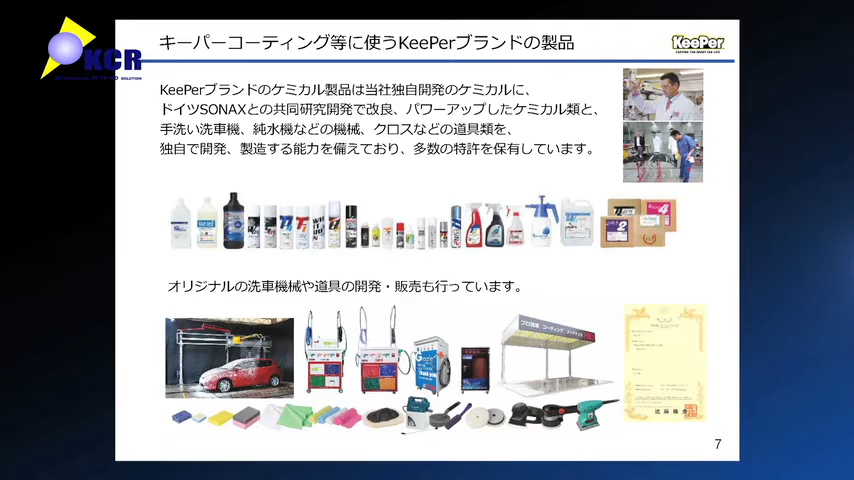 キーパーコーティング等に使うKeePerブランドの製品
KeePer
KCR
SOLUTION
KeePerブランドのケミカル製品は当社独自開発のケミカルに、
ドイツSONAXとの共同研究開発で改良、パワーアップしたケミカル類と、
手洗い洗車機、純水機などの機械、クロスなどの道具類を、
独自で開発、製造する能力を備えており、多数の特許を保有しています。
オリジナルの洗車機械や道具の開発・販売も行っています。
7